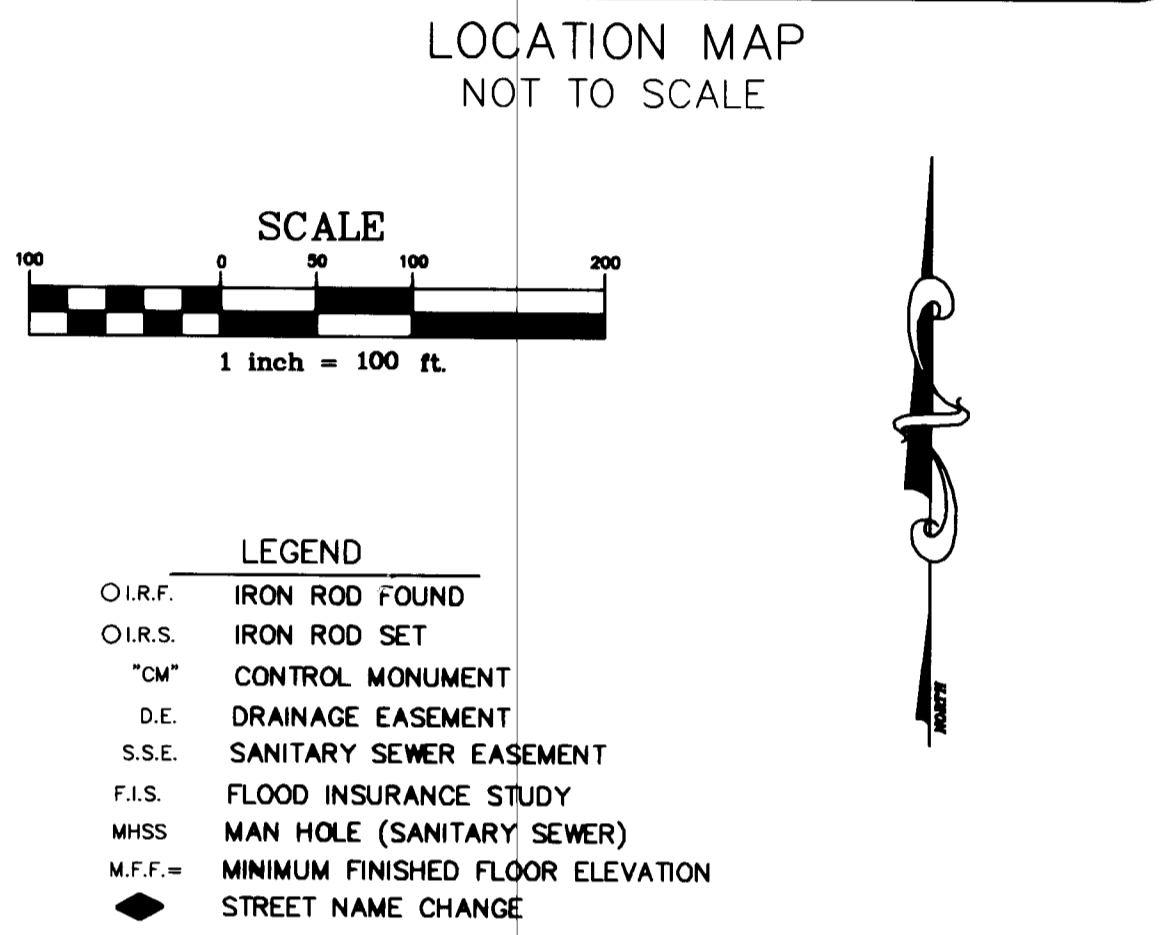 LOCATION MAP
NOT TO SCALE
SCALE
100 0 50 100 200
1 inch = 100 ft.
NORTH
LEGEND
I.R.F. IRON ROD FOUND
I.R.S. IRON ROD SET
"CM" CONTROL MONUMENT
D.E. DRAINAGE EASEMENT
S.S.E. SANITARY SEWER EASEMENT
F.I.S. FLOOD INSURANCE STUDY
MHSS MAN HOLE (SANITARY SEWER)
M.F.F.= MINIMUM FINISHED FLOOR ELEVATION
STREET NAME CHANGE